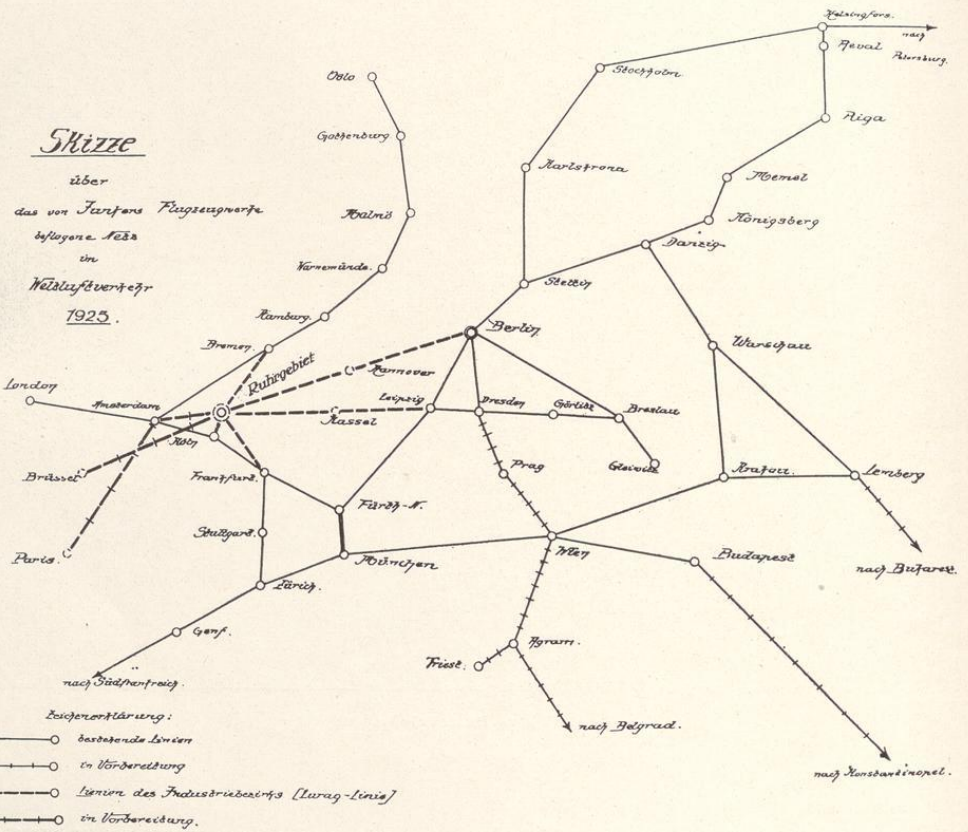 Skizze
über
das von Junkers Flugzeugwerke
beflogene Netz
im
Weltluftverkehr
1925.
Helsingfors.
nach
Petersburg.
Reval
Riga
Memel
Königsberg
Danzig
Stockholm
Karlskrona
Stettin
Oslo
Gothenburg
Malmö
Warnemünde.
Hamburg.
Bremen.
Berlin
Ruhrgebiet
Hannover
London
Amsterdam
Köln
Kassel
Leipzig
Dresden
Görlitz
Breslau
Gleiwitz
Warschau
Brüssel
Frankfurt.
Prag
Krakau.
Lemberg
Fürth-N.
Stuttgart.
Paris.
München
Wien
Budapest
nach Bukarest.
Zürich.
Genf.
nach Südfrankreich.
Agram.
Triest.
nach Belgrad.
nach Konstantinopel.
Zeichenerklärung:
bestehende Linien
in Vorbereitung
Lienien des Industriebezirks [Lurag-Linie]
in Vorbereitung.